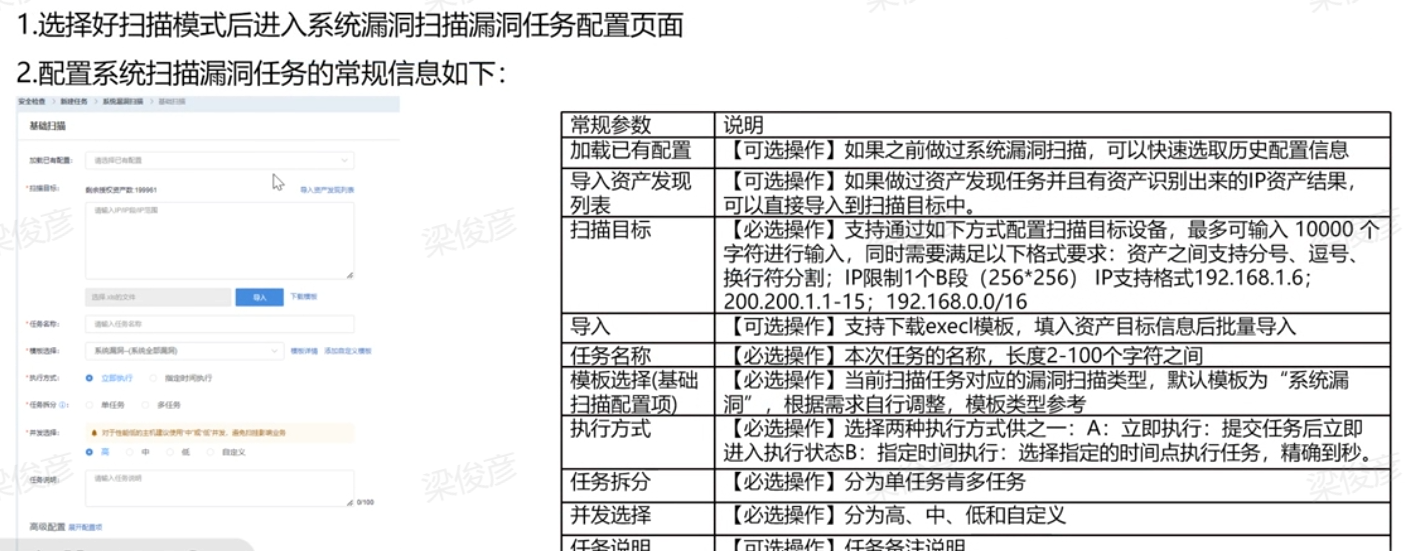 1.选择好扫描模式后进入系统漏洞扫描漏洞任务配置页面
2.配置系统扫描漏洞任务的常规信息如下：
安全检查 > 新建任务 > 系统漏洞扫描 > 基础扫描
基础扫描
加载已有配置: 请选择已有配置
*扫描目标: 剩余授权资产数:199961 导入资产发现列表
请输入IP/IP段/IP范围
选择.xls的文件 导入 下载模板
*任务名称: 请输入任务名称
*模板选择: 系统漏洞--(系统全部漏洞) 模板详情 添加自定义模板
*执行方式: 立即执行 指定时间执行
*任务拆分: 单任务 多任务
*并发选择: 对于性能低的主机建议使用“中”或“低”并发，避免扫描影响业务
高 中 低 自定义
任务说明: 请输入任务说明
0/100
高级配置 展开配置项
常规参数 说明
加载已有配置 【可选操作】如果之前做过系统漏洞扫描，可以快速选取历史配置信息
导入资产发现 【可选操作】如果做过资产发现任务并且有资产识别出来的IP资产结果，
列表 可以直接导入到扫描目标中。
扫描目标 【必选操作】支持通过如下方式配置扫描目标设备，最多可输入 10000 个
字符进行输入，同时需要满足以下格式要求：资产之间支持分号、逗号、
换行符分割；IP限制1个B段（256*256） IP支持格式192.168.1.6；
200.200.1.1-15；192.168.0.0/16
导入 【可选操作】支持下载execl模板，填入资产目标信息后批量导入
任务名称 【必选操作】本次任务的名称，长度2-100个字符之间
模板选择(基础 【必选操作】当前扫描任务对应的漏洞扫描类型，默认模板为“系统漏
扫描配置项) 洞”，根据需求自行调整，模板类型参考
执行方式 【必选操作】选择两种执行方式供之一：A：立即执行：提交任务后立即
进入执行状态B：指定时间执行：选择指定的时间点执行任务，精确到秒。
任务拆分 【必选操作】分为单任务肯多任务
并发选择 【必选操作】分为高、中、低和自定义
任务说明 【可选操作】任务备注说明
梁俊彦
梁俊彦
梁俊彦
梁俊彦
梁俊彦
梁俊彦